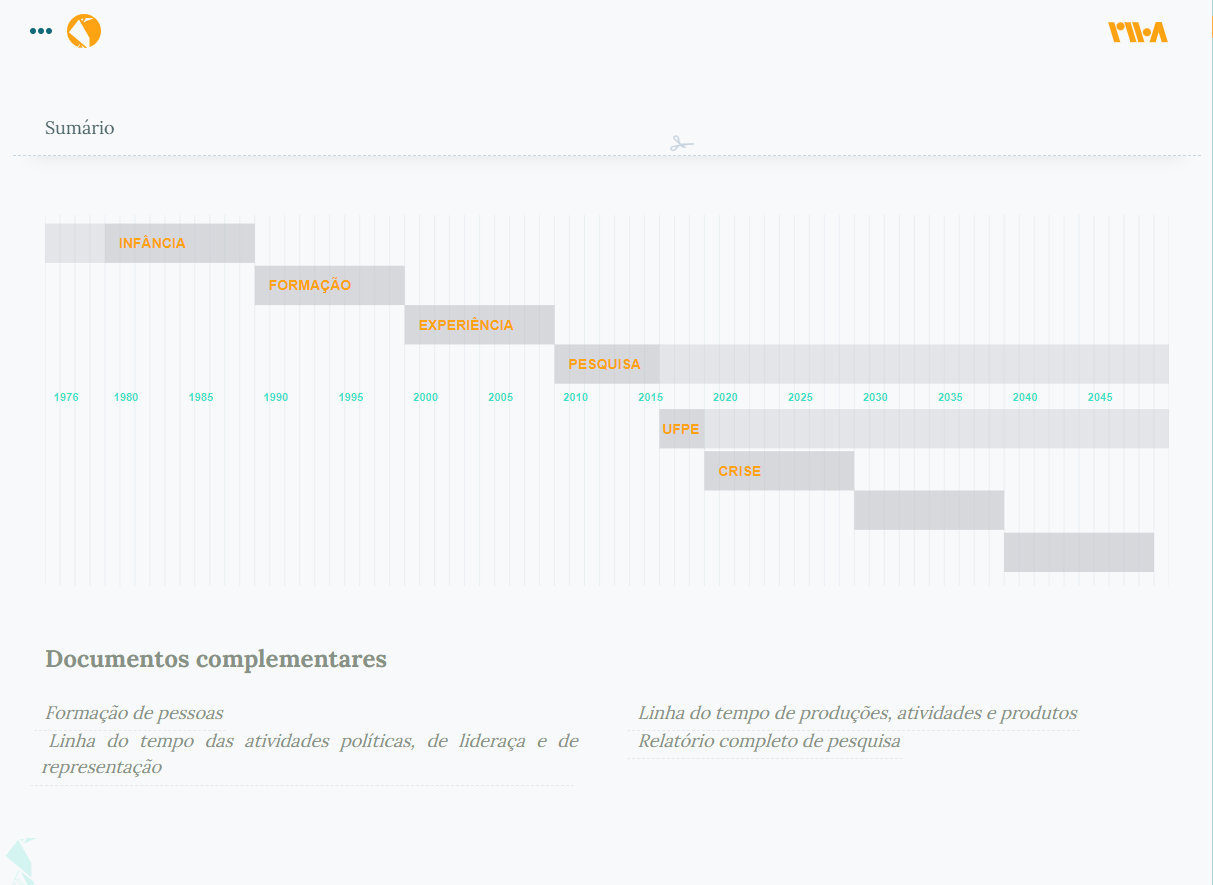 Sumário
INFÂNCIA
FORMAÇÃO
EXPERIÊNCIA
PESQUISA
1976 1980 1985 1990 1995 2000 2005 2010 2015 2020 2025 2030 2035 2040 2045
UFPE
CRISE
Documentos complementares
Formação de pessoas
Linha do tempo das atividades políticas, de lideraça e de
representação
Linha do tempo de produções, atividades e produtos
Relatório completo de pesquisa